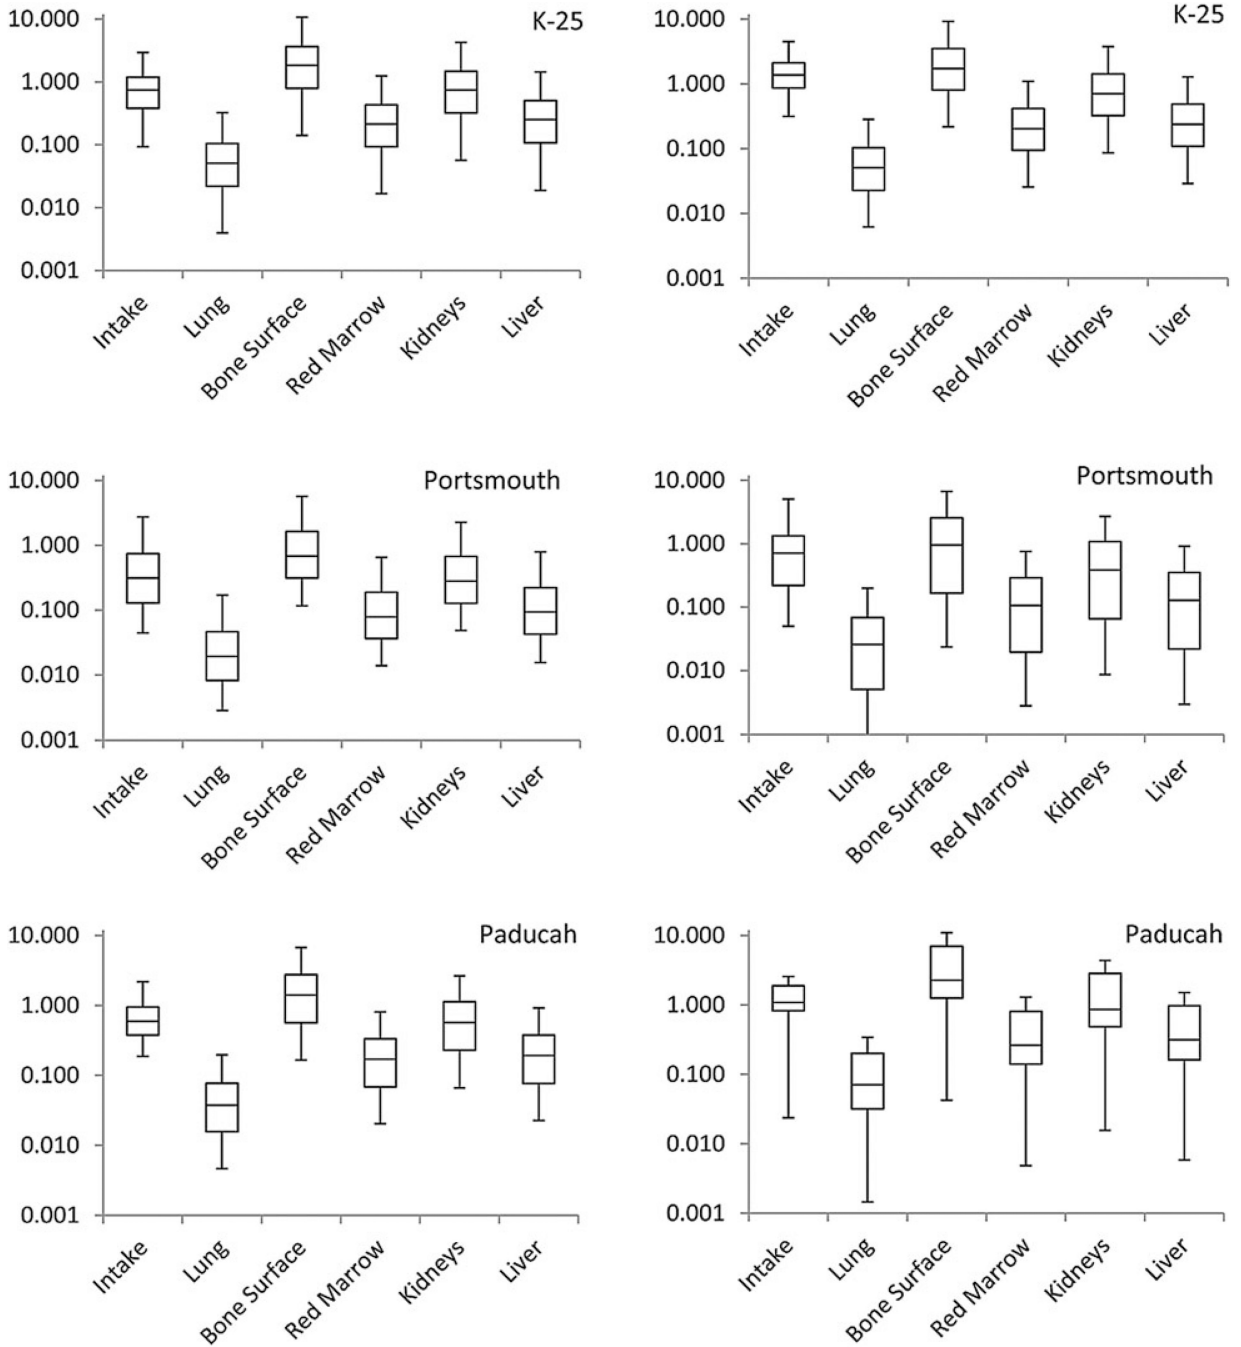 K-25
10.000
1.000
0.100
0.010
0.001
Intake
Lung
Bone Surface
Red Marrow
Kidneys
Liver
K-25
10.000
1.000
0.100
0.010
0.001
Intake
Lung
Bone Surface
Red Marrow
Kidneys
Liver
Portsmouth
10.000
1.000
0.100
0.010
0.001
Intake
Lung
Bone Surface
Red Marrow
Kidneys
Liver
Portsmouth
10.000
1.000
0.100
0.010
0.001
Intake
Lung
Bone Surface
Red Marrow
Kidneys
Liver
Paducah
10.000
1.000
0.100
0.010
0.001
Intake
Lung
Bone Surface
Red Marrow
Kidneys
Liver
Paducah
10.000
1.000
0.100
0.010
0.001
Intake
Lung
Bone Surface
Red Marrow
Kidneys
Liver